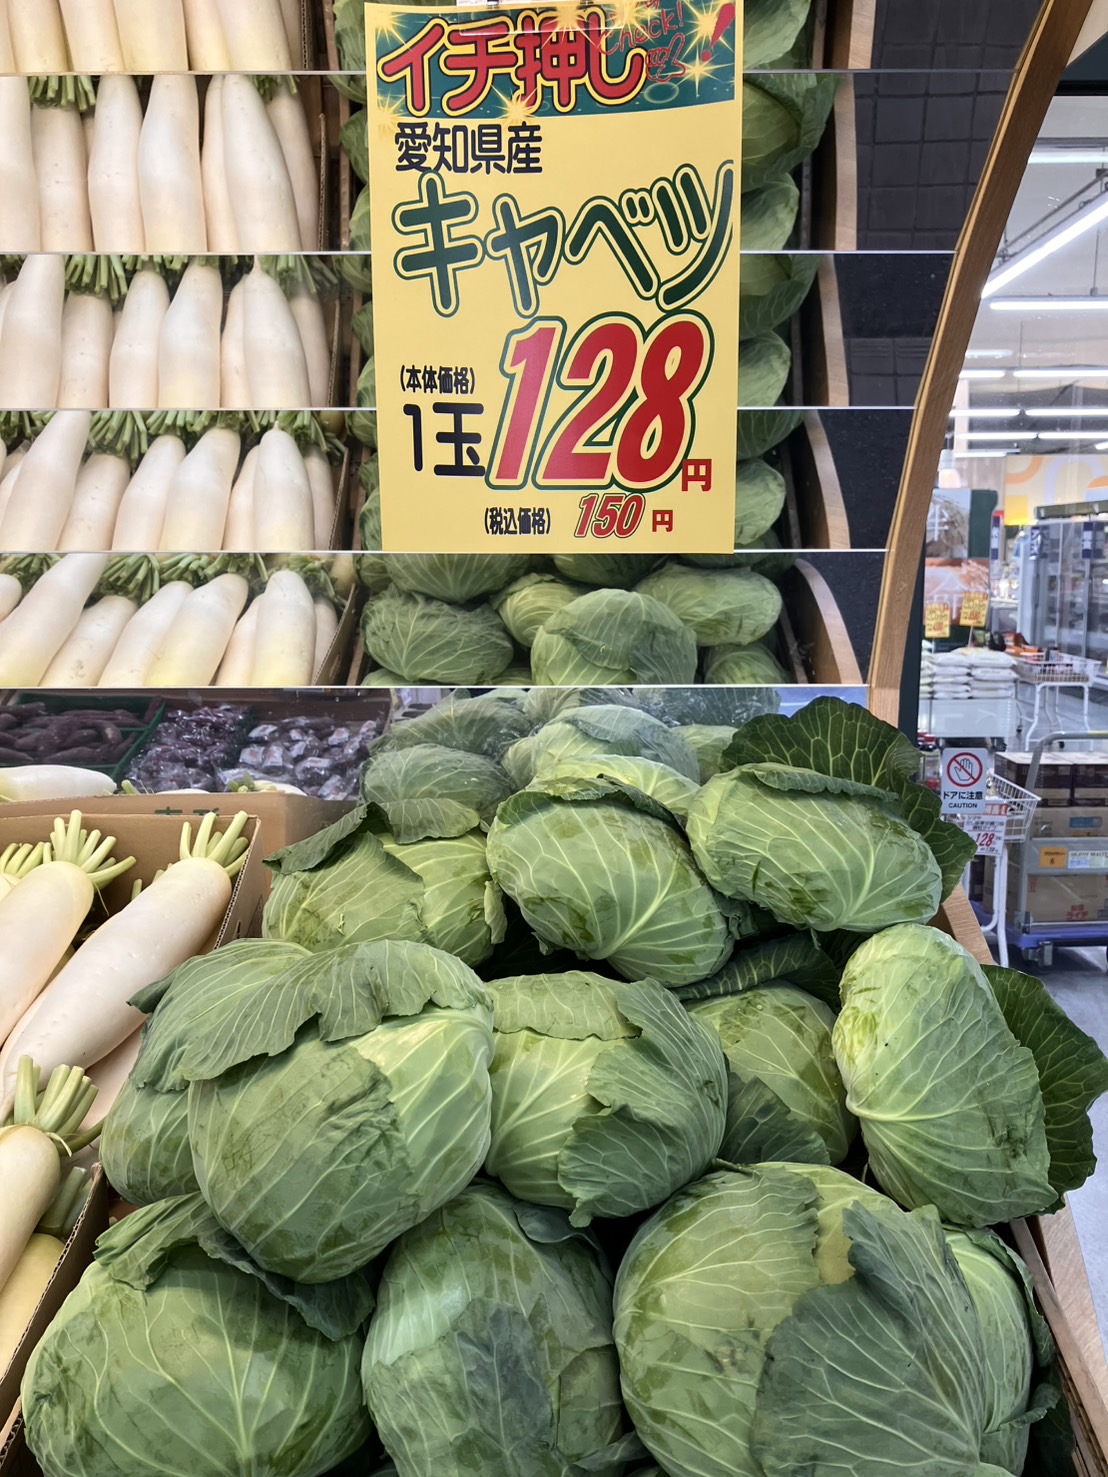 イチ押し
Check!
愛知県産
キャベツ
(本体価格)
1玉128円
(税込価格) 150円
ドアに注意
CAUTION
128